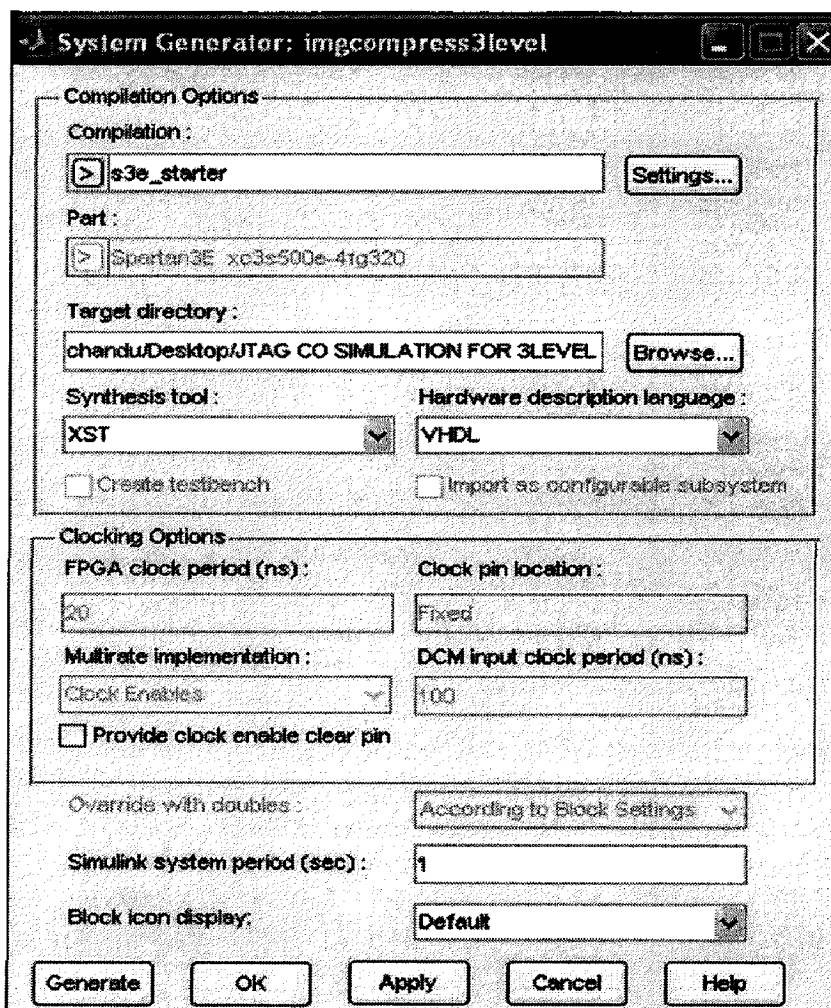 System Generator: imgcompress3level
Compilation Options
Compilation :
> s3e_starter Settings...
Part :
> Spartan3E xc3s500e-4fg320
Target directory :
chandu/Desktop/JTAG CO SIMULATION FOR 3LEVEL Browse...
Synthesis tool : Hardware description language :
XST VHDL
Create testbench Import as configurable subsystem
Clocking Options
FPGA clock period (ns) : Clock pin location :
20 Fixed
Multirate implementation : DCM input clock period (ns) :
Clock Enables 100
Provide clock enable clear pin
Override with doubles : According to Block Settings
Simulink system period (sec) : 1
Block icon display: Default
Generate OK Apply Cancel Help